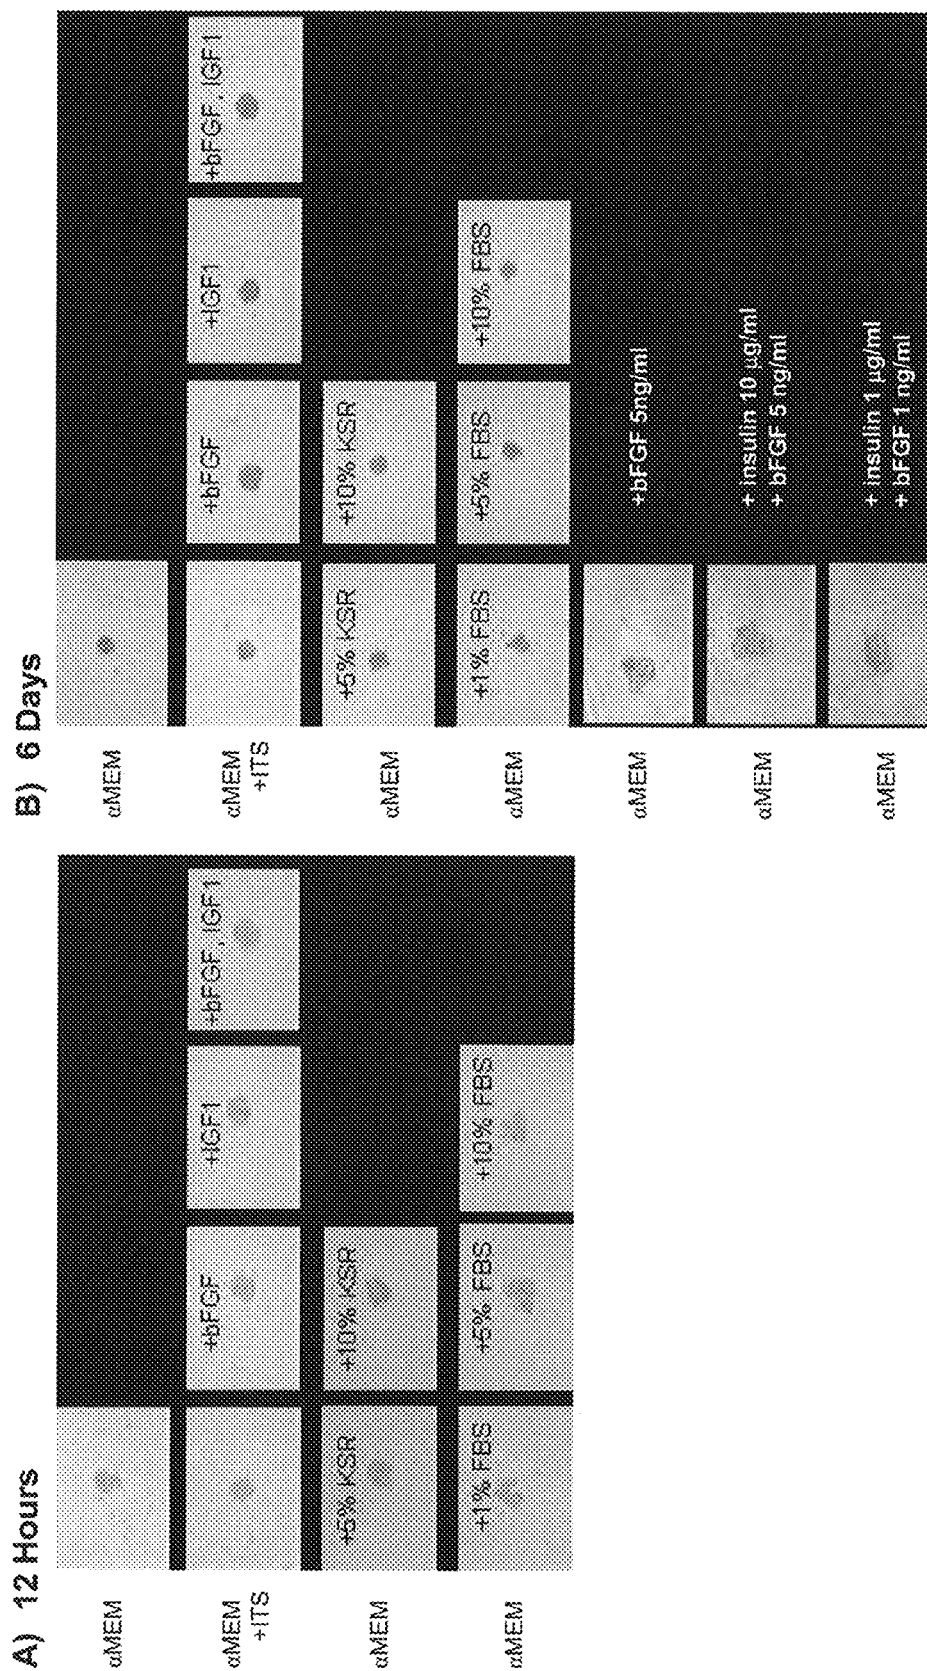 A) 12 Hours
αMEM
αMEM
+ITS
+bFGF
+IGF1
+bFGF, IGF1
αMEM
+5% KSR
+10% KSR
αMEM
+1% FBS
+5% FBS
+10% FBS
B) 6 Days
αMEM
αMEM
+ITS
+bFGF
+IGF1
+bFGF, IGF1
αMEM
+5% KSR
+10% KSR
αMEM
+1% FBS
+5% FBS
+10% FBS
αMEM
+bFGF 5ng/ml
αMEM
+ insulin 10 µg/ml
+ bFGF 5 ng/ml
αMEM
+ insulin 1 µg/ml
+ bFGF 1 ng/ml